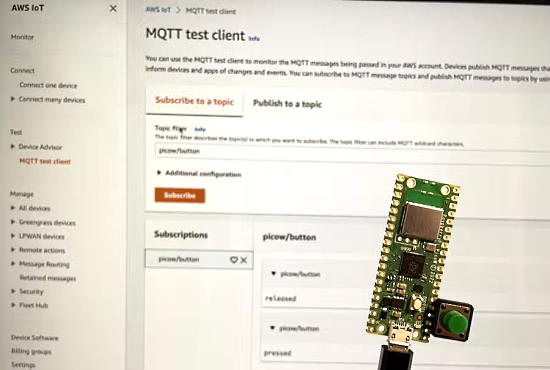 AWS IoT
×
Monitor
Connect
Connect one device
Connect many devices
Test
Device Advisor
MQTT test client
Manage
All devices
Greengrass devices
LPWAN devices
Remote actions
Message Routing
Retained messages
Security
Fleet Hub
Device Software
Billing groups
Settings
AWS IoT > MQTT test client
MQTT test client Info
You can use the MQTT test client to monitor the MQTT messages being passed in your AWS account. Devices publish MQTT messages tha
inform devices and apps of changes and events. You can subscribe to MQTT message topics and publish MQTT messages to topics by usin
Subscribe to a topic
Publish to a topic
Topic filter Info
The topic filter describes the topic(s) to which you want to subscribe. The topic filter can include MQTT wildcard characters.
picow/button
Additional configuration
Subscribe
Subscriptions
picow/button
picow/button
picow/button
released
picow/button
pressed